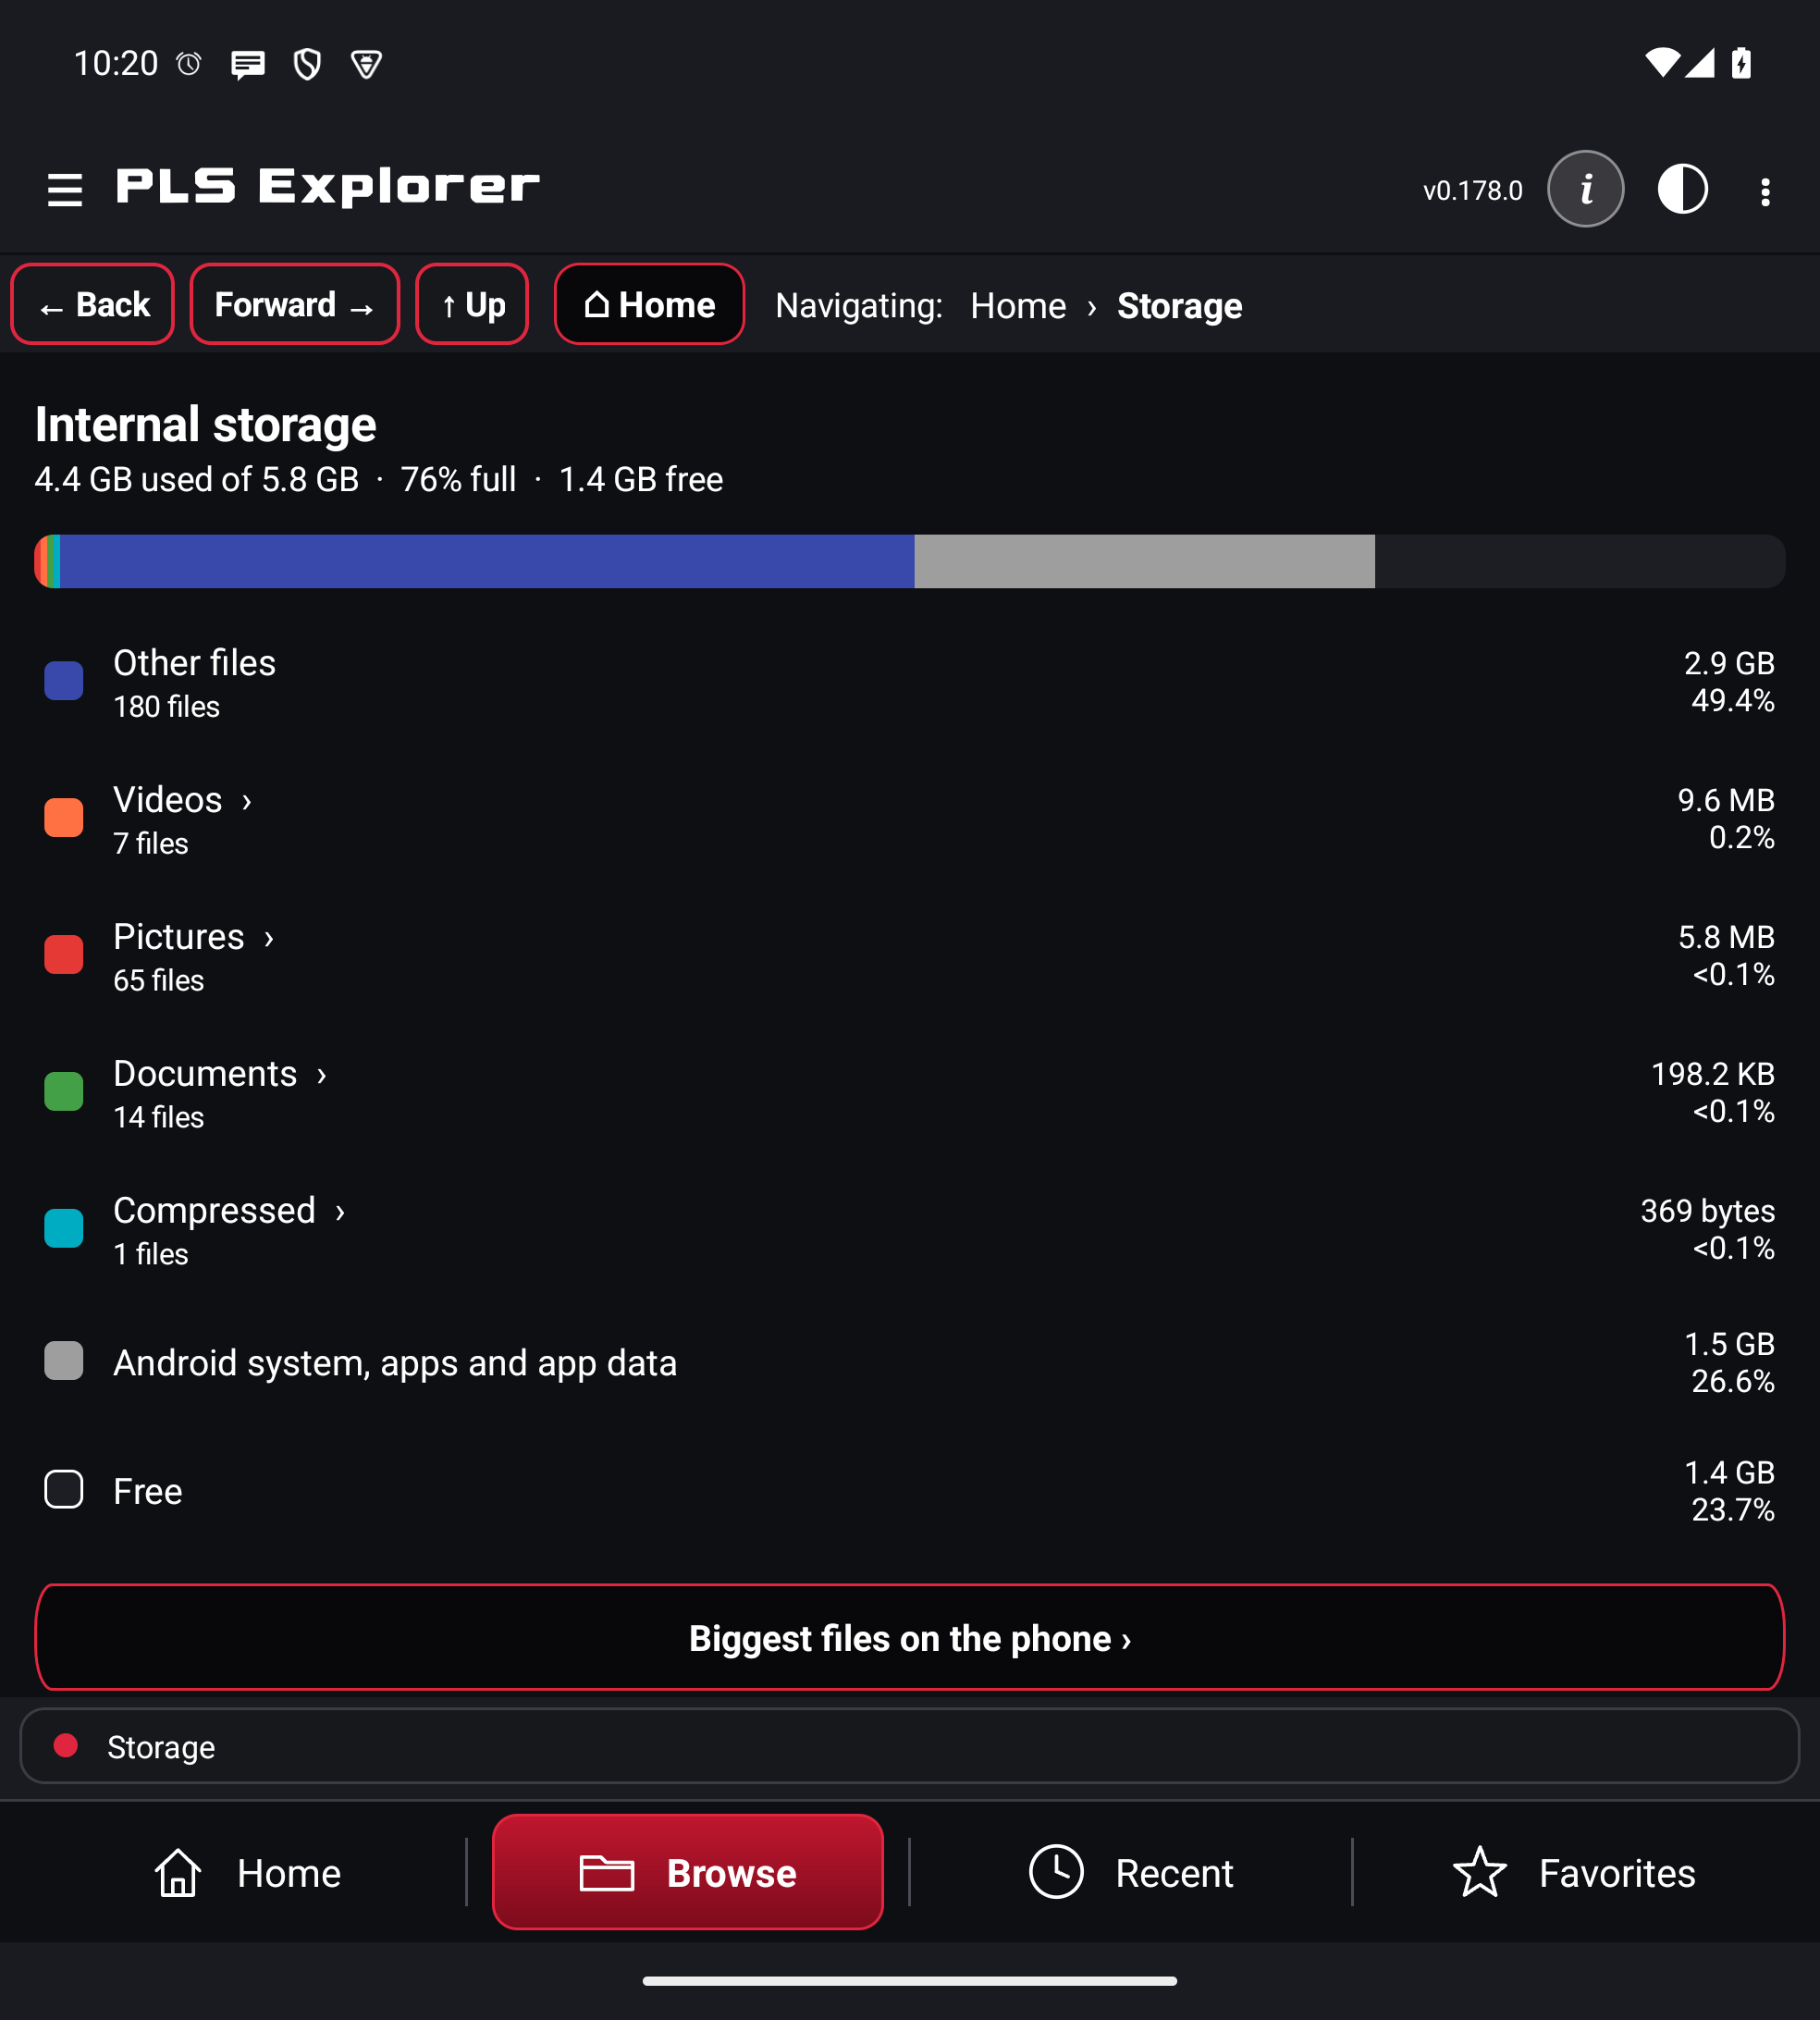 10:20
PLS Explorer
v0.178.0
i
← Back
Forward →
↑ Up
Home
Navigating: Home › Storage
Internal storage
4.4 GB used of 5.8 GB · 76% full · 1.4 GB free
Other files
180 files
2.9 GB
49.4%
Videos ›
7 files
9.6 MB
0.2%
Pictures ›
65 files
5.8 MB
<0.1%
Documents ›
14 files
198.2 KB
<0.1%
Compressed ›
1 files
369 bytes
<0.1%
Android system, apps and app data
1.5 GB
26.6%
Free
1.4 GB
23.7%
Biggest files on the phone ›
Storage
Home
Browse
Recent
Favorites